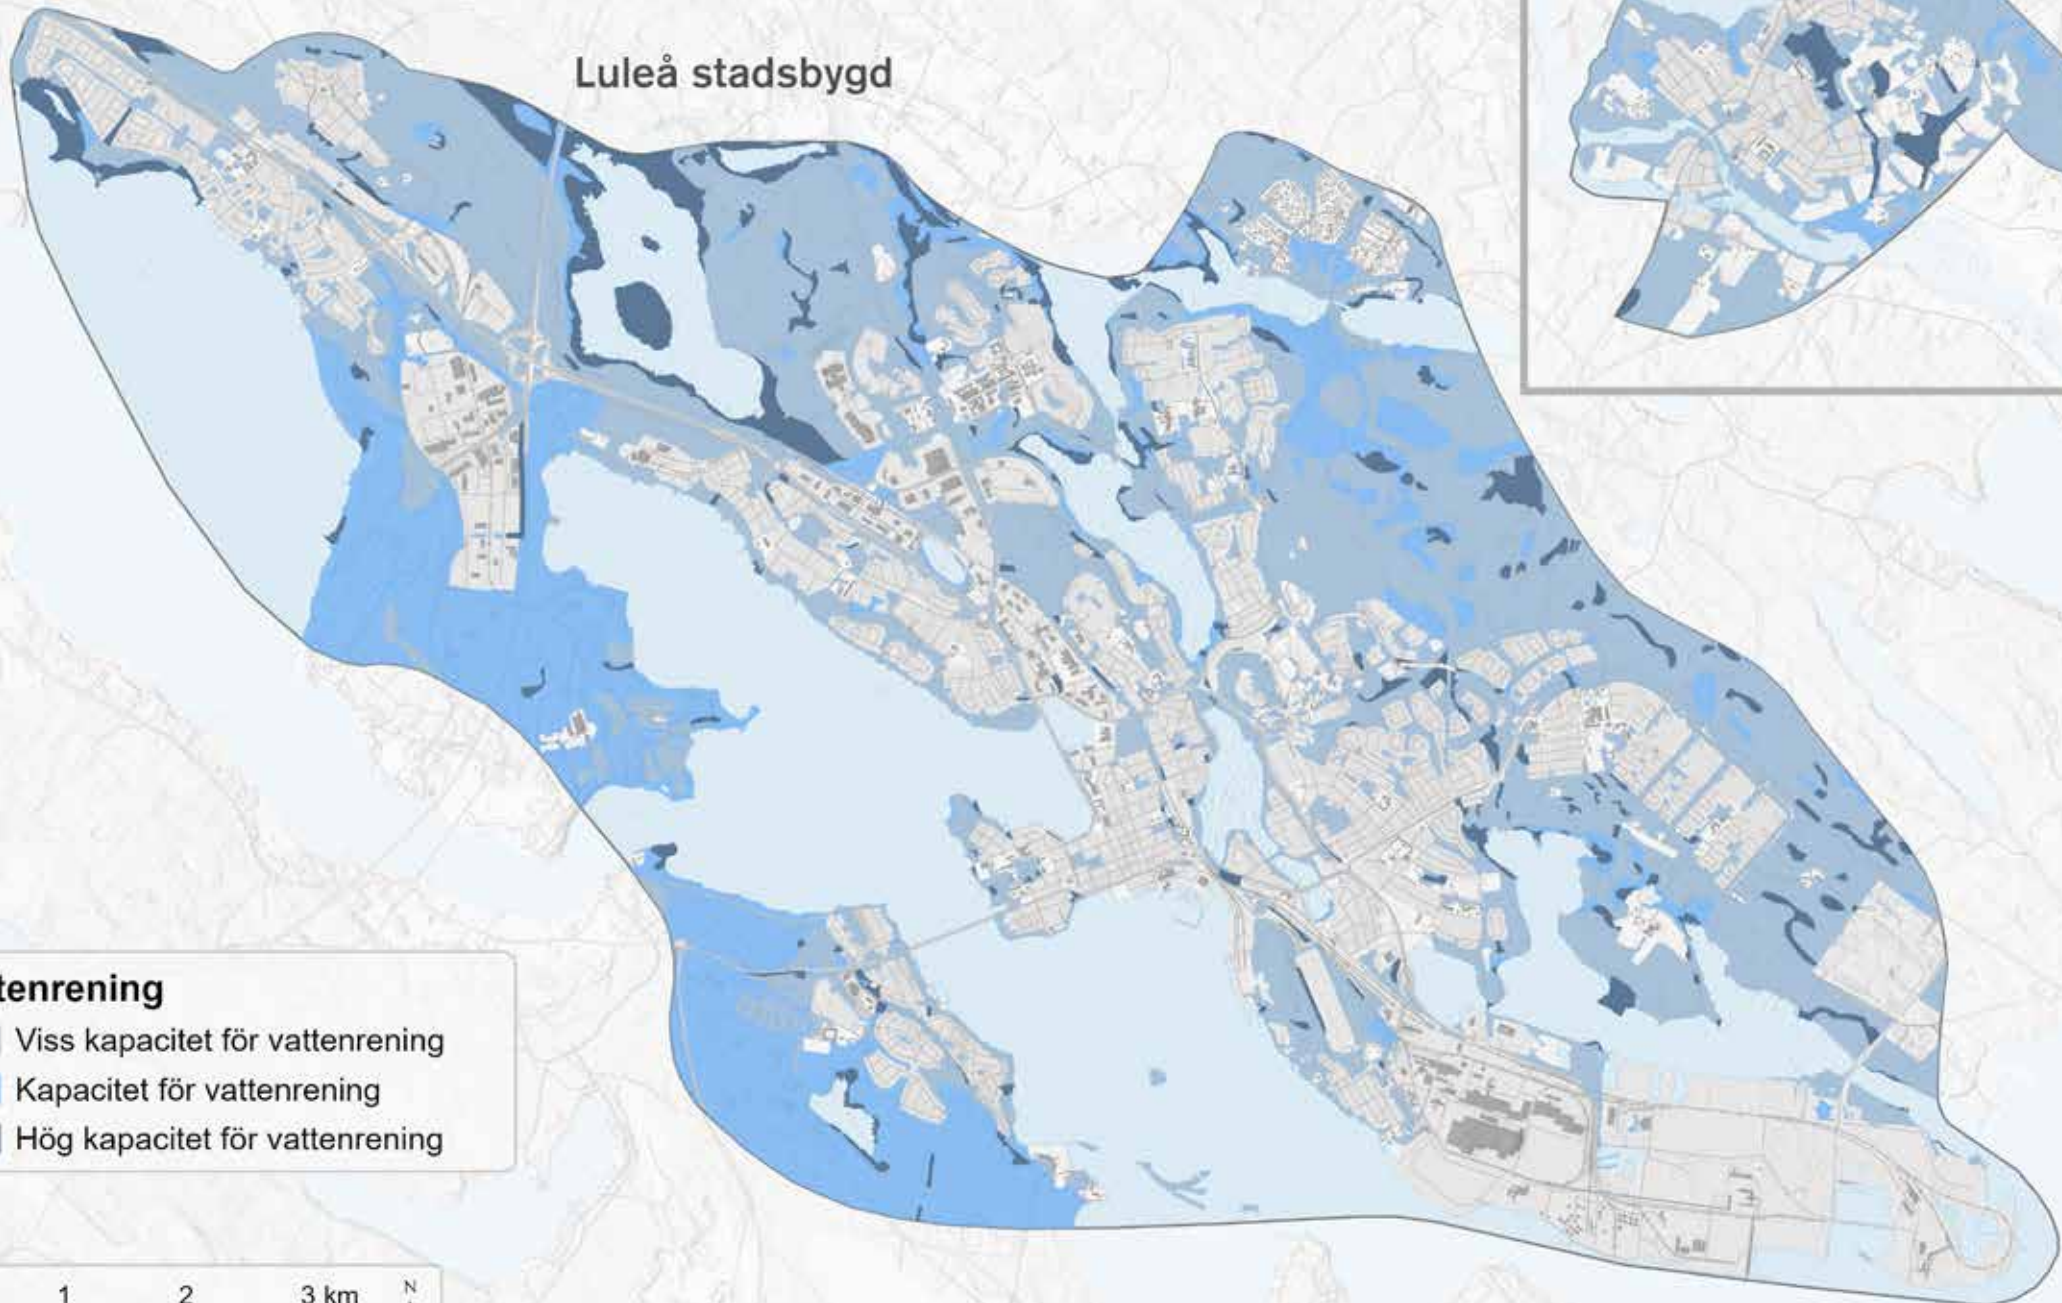 Luleå stadsbygd
tenrening
Viss kapacitet för vattenrening
Kapacitet för vattenrening
Hög kapacitet för vattenrening
1 2 3 km N